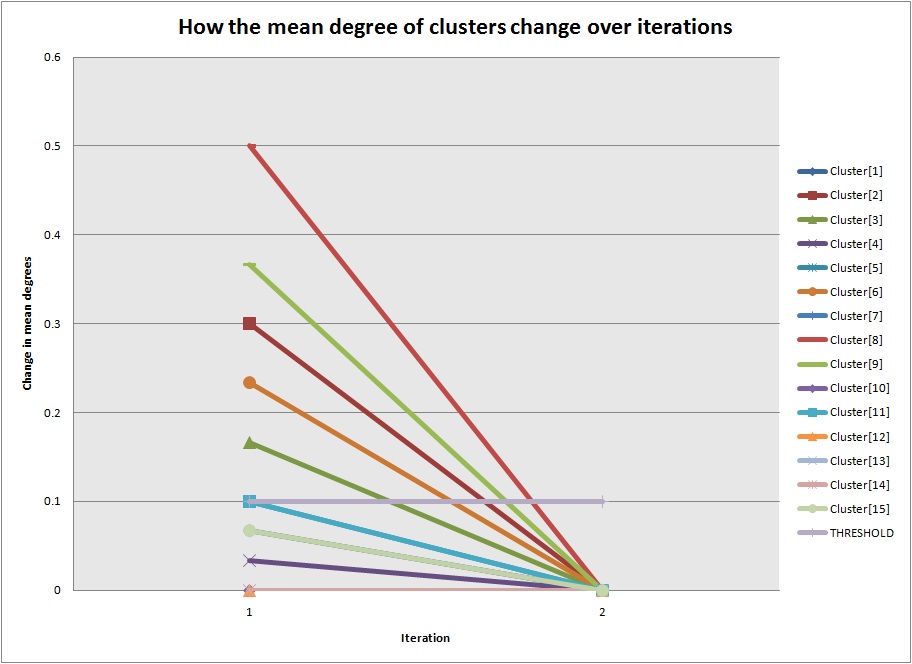 How the mean degree of clusters change over iterations
0.6
0.5
0.4
0.3
0.2
0.1
0
Change in mean degrees
1
2
Iteration
Cluster[1]
Cluster[2]
Cluster[3]
Cluster[4]
Cluster[5]
Cluster[6]
Cluster[7]
Cluster[8]
Cluster[9]
Cluster[10]
Cluster[11]
Cluster[12]
Cluster[13]
Cluster[14]
Cluster[15]
THRESHOLD